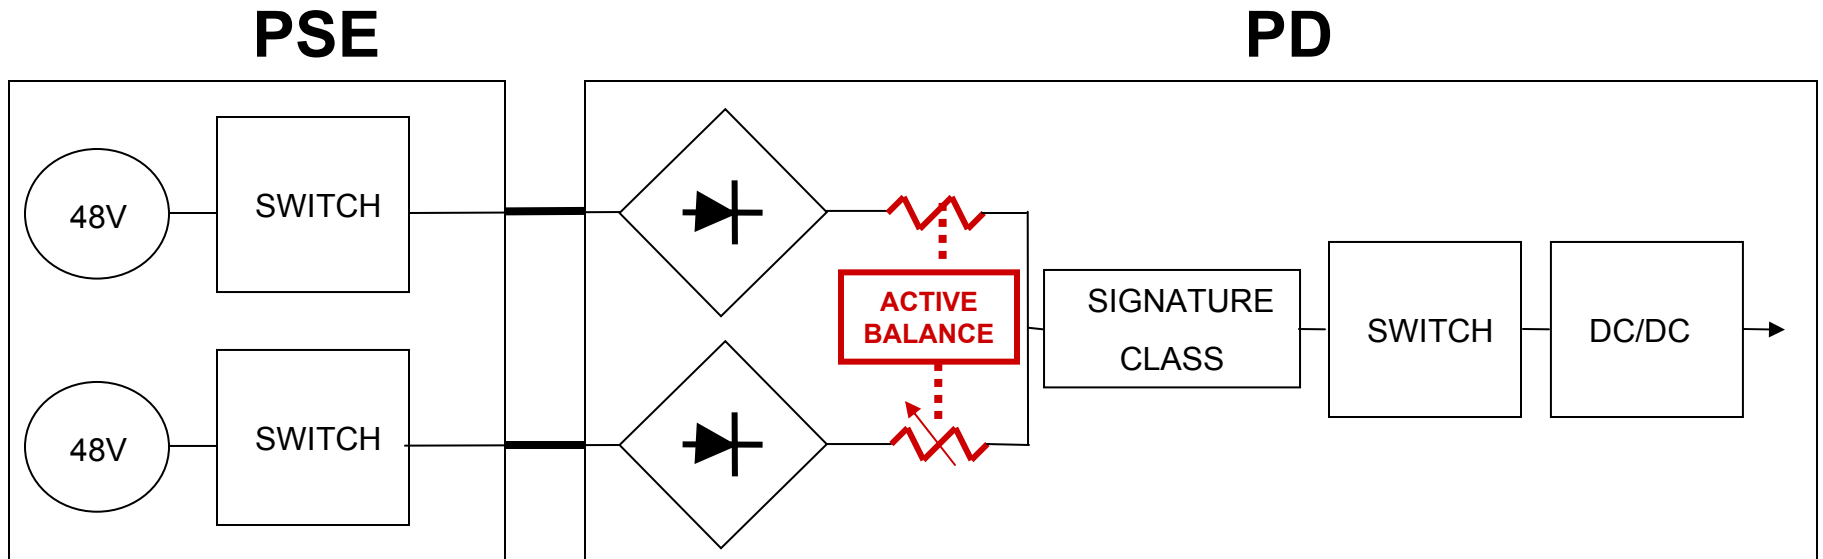 PSE
PD
48V
SWITCH
ACTIVE
BALANCE
SIGNATURE
CLASS
SWITCH
DC/DC
48V
SWITCH